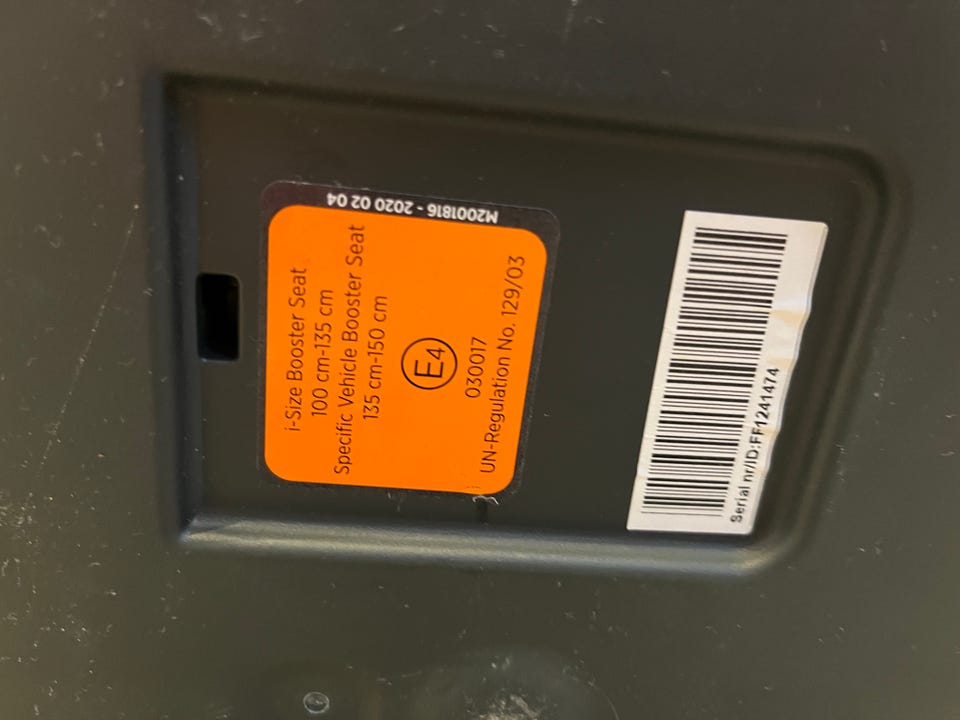 M2001816 - 2020 02 04
i-Size Booster Seat
100 cm-135 cm
Specific Vehicle Booster Seat
135 cm-150 cm
E4
030017
UN-Regulation No. 129/03
Serial nr/ID:FF1241474